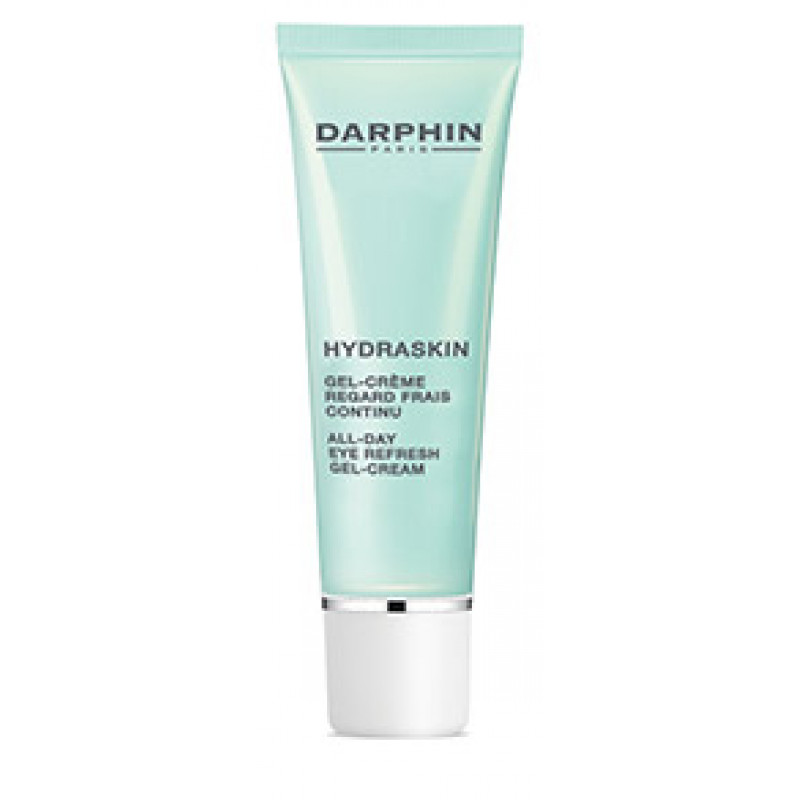 DARPHIN
PARIS
HYDRASKIN
GEL-CRÈME
REGARD FRAIS
CONTINU
ALL-DAY
EYE REFRESH
GEL-CREAM